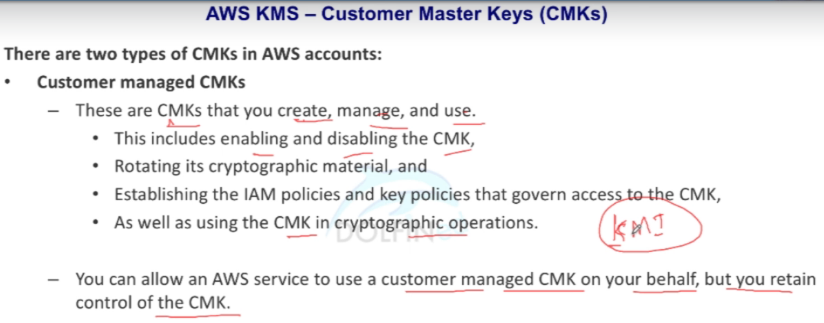 AWS KMS – Customer Master Keys (CMKs)
There are two types of CMKs in AWS accounts:
• Customer managed CMKs
– These are CMKs that you create, manage, and use.
• This includes enabling and disabling the CMK,
• Rotating its cryptographic material, and
• Establishing the IAM policies and key policies that govern access to the CMK,
• As well as using the CMK in cryptographic operations.
KMI
– You can allow an AWS service to use a customer managed CMK on your behalf, but you retain
control of the CMK.